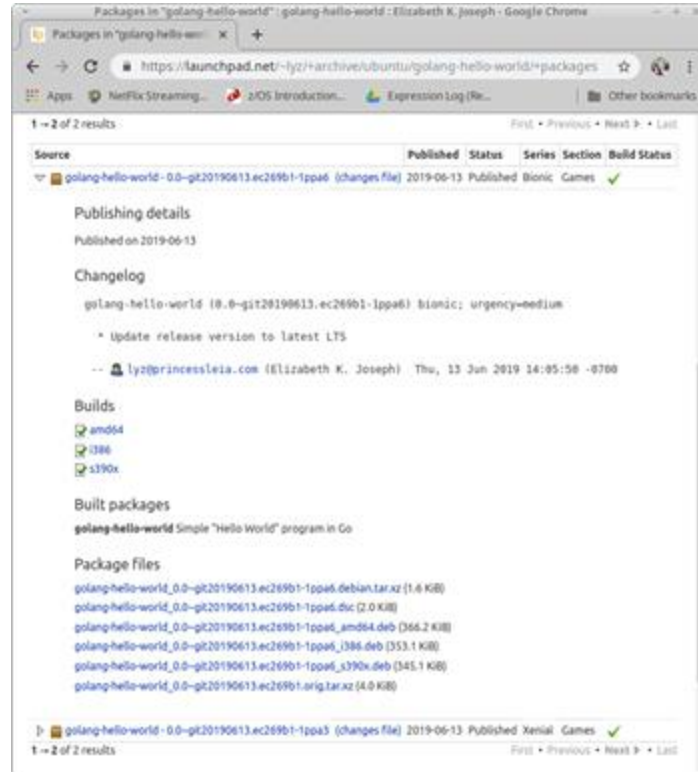 Packages in "golang-hello-world" : golang-hello-world : Elizabeth K. Joseph - Google Chrome
Packages in "golang-hello-wor
https://launchpad.net/~lyz/+archive/ubuntu/golang-hello-world/+packages
Apps NetFlix Streaming... z/OS Introduction... Expression Log (Re... Other bookmarks
1 → 2 of 2 results First • Previous • Next • Last
Source Published Status Series Section Build Status
golang-hello-world - 0.0~git20190613.ec269b1-1ppa6 (changes file) 2019-06-13 Published Bionic Games
Publishing details
Published on 2019-06-13
Changelog
golang-hello-world (0.0~git20190613.ec269b1-1ppa6) bionic; urgency=medium
* Update release version to latest LTS
-- lyz@princessleia.com (Elizabeth K. Joseph) Thu, 13 Jun 2019 14:05:50 -0700
Builds
amd64
i386
s390x
Built packages
golang-hello-world Simple "Hello World" program in Go
Package files
golang-hello-world_0.0~git20190613.ec269b1-1ppa6.debian.tar.xz (1.6 KiB)
golang-hello-world_0.0~git20190613.ec269b1-1ppa6.dsc (2.0 KiB)
golang-hello-world_0.0~git20190613.ec269b1-1ppa6_amd64.deb (366.2 KiB)
golang-hello-world_0.0~git20190613.ec269b1-1ppa6_i386.deb (353.1 KiB)
golang-hello-world_0.0~git20190613.ec269b1-1ppa6_s390x.deb (345.1 KiB)
golang-hello-world_0.0~git20190613.ec269b1.orig.tar.xz (4.0 KiB)
golang-hello-world - 0.0~git20190613.ec269b1-1ppa5 (changes file) 2019-06-13 Published Xenial Games
1 → 2 of 2 results First • Previous • Next • Last